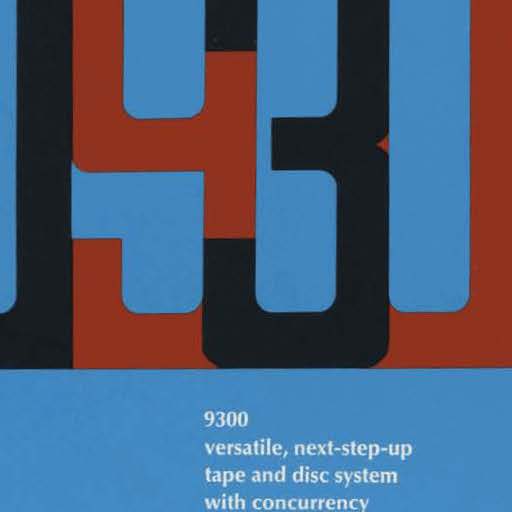 9300
versatile, next-step-up
tape and disc system
with concurrency